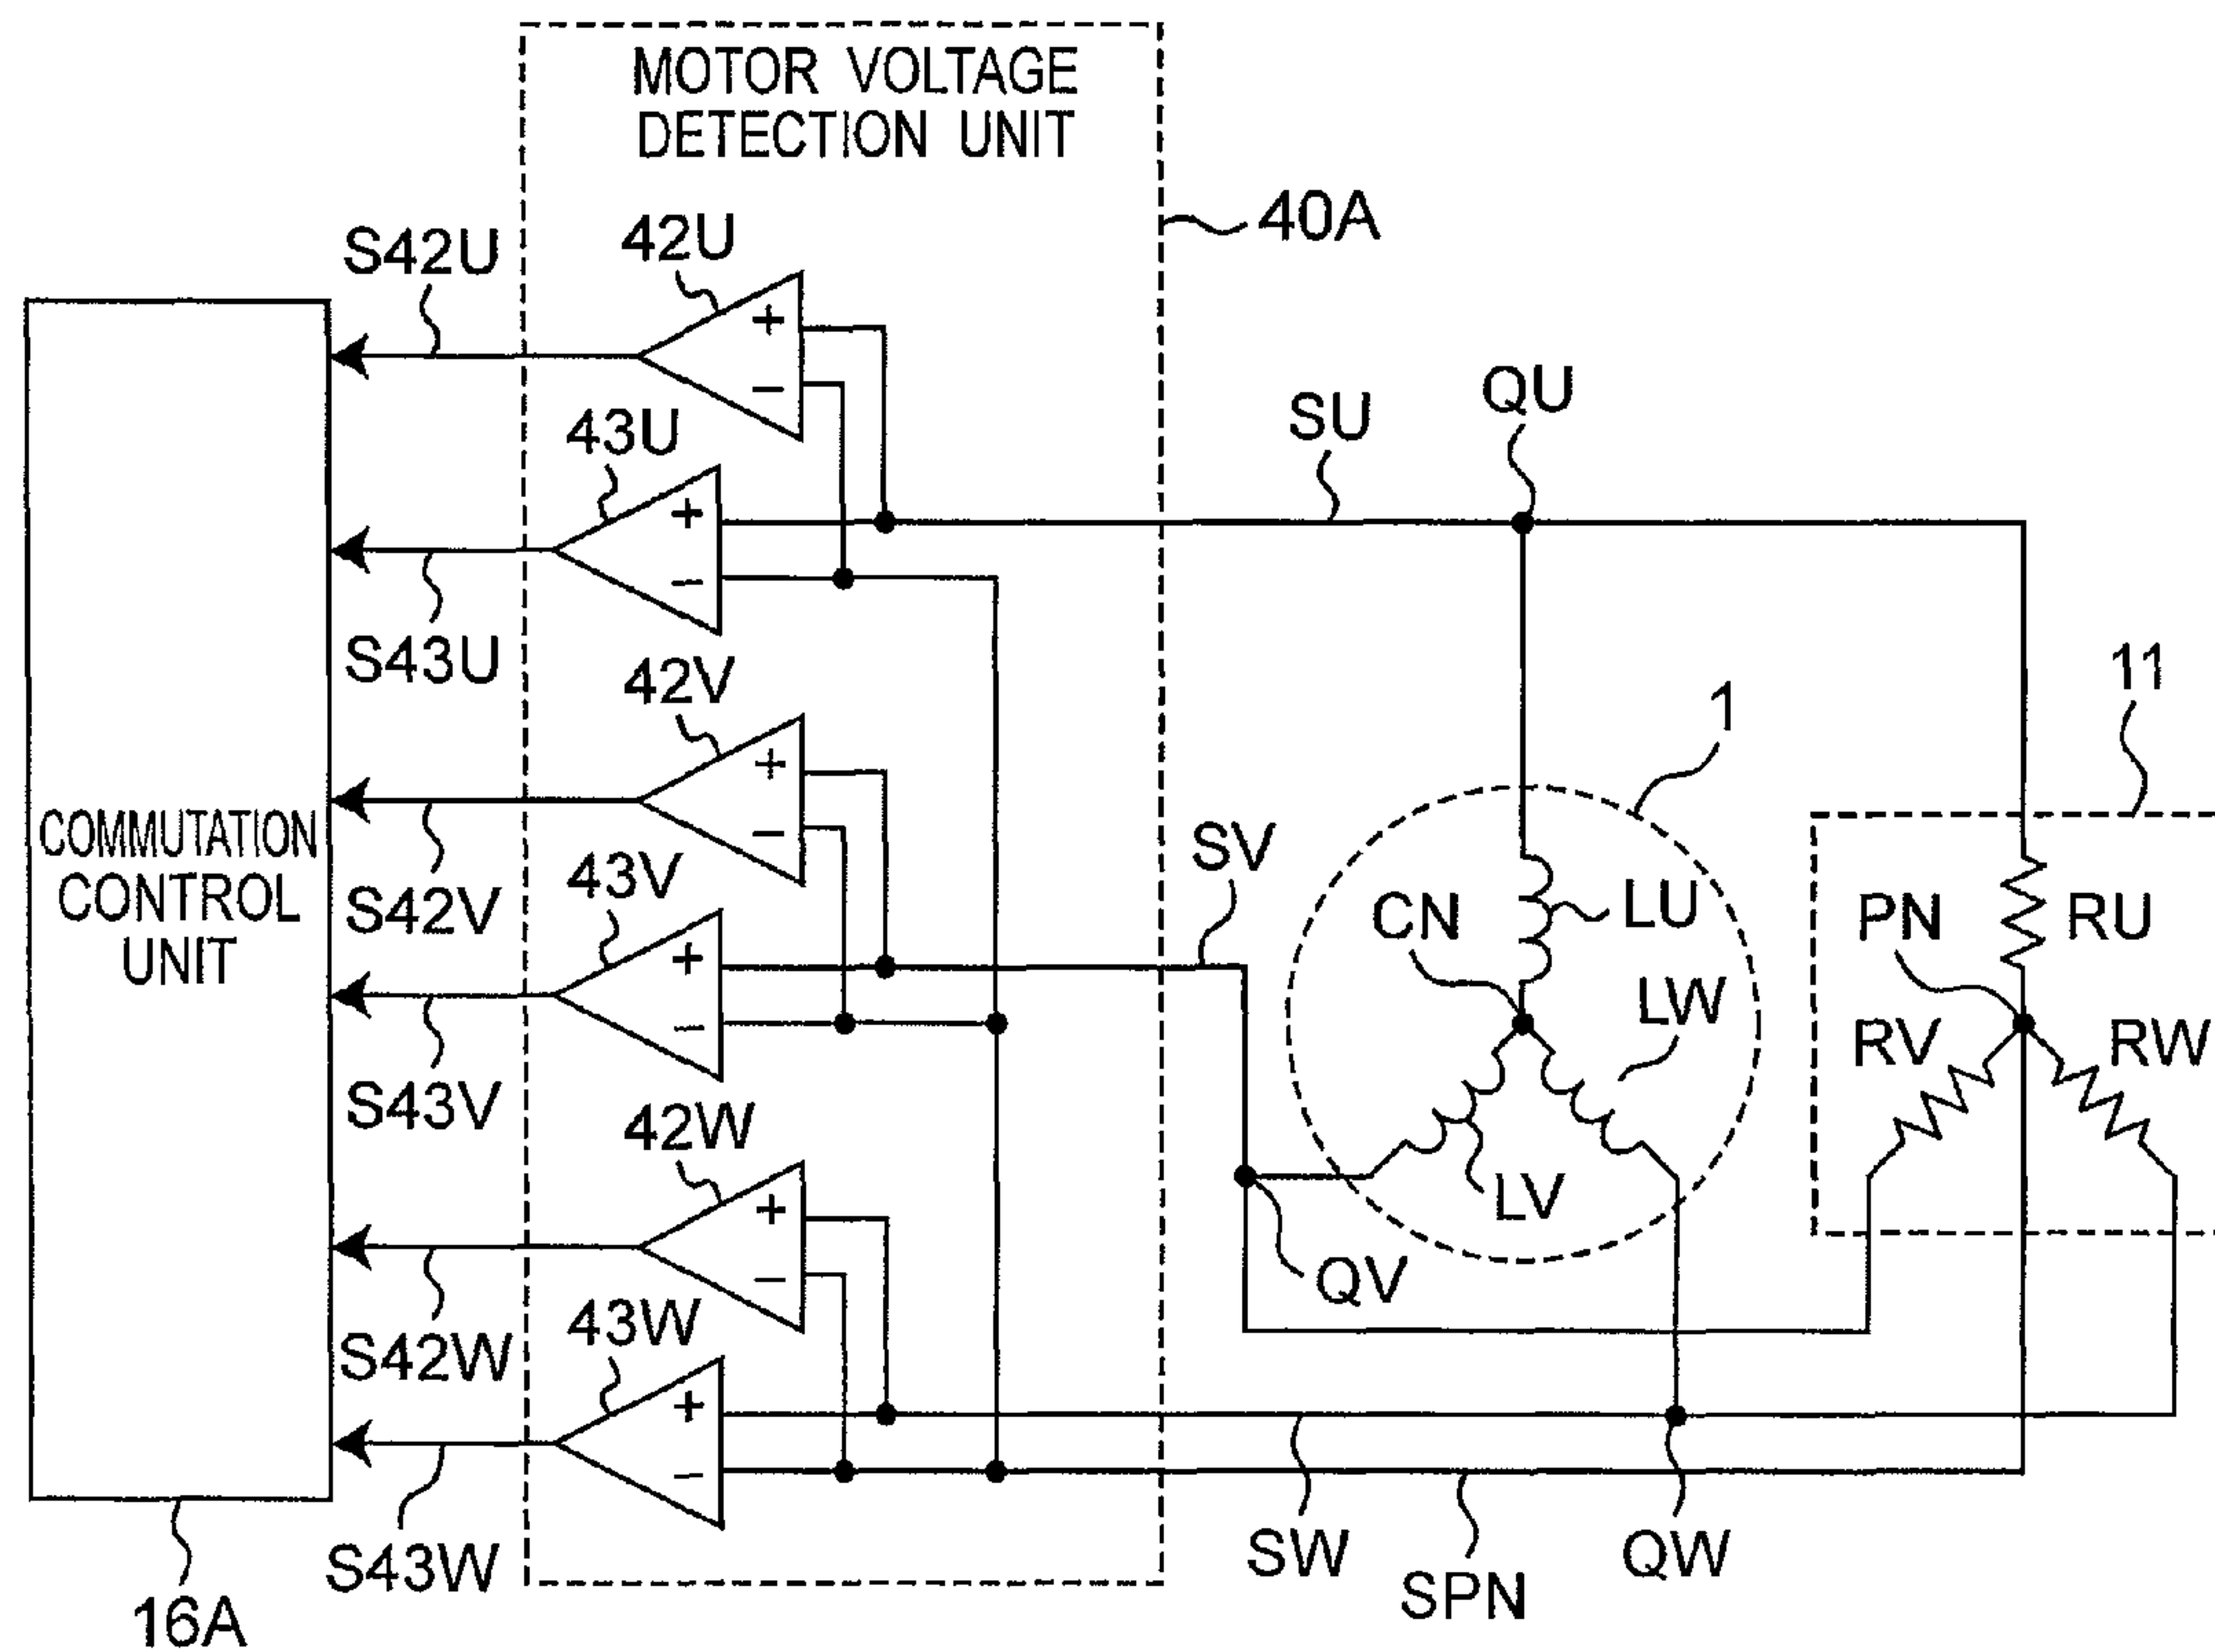 MOTOR VOLTAGE
DETECTION UNIT
40A
42U
S42U
+
−
QU
SU
43U
+
−
S43U
42V
11
1
+
−
COMMUTATION
CONTROL
UNIT
SV
43V
S42V
CN
LU
PN
RU
+
−
LW
RV
RW
S43V
42W
LV
+
−
QV
43W
S42W
+
−
SW
QW
S43W
SPN
16A